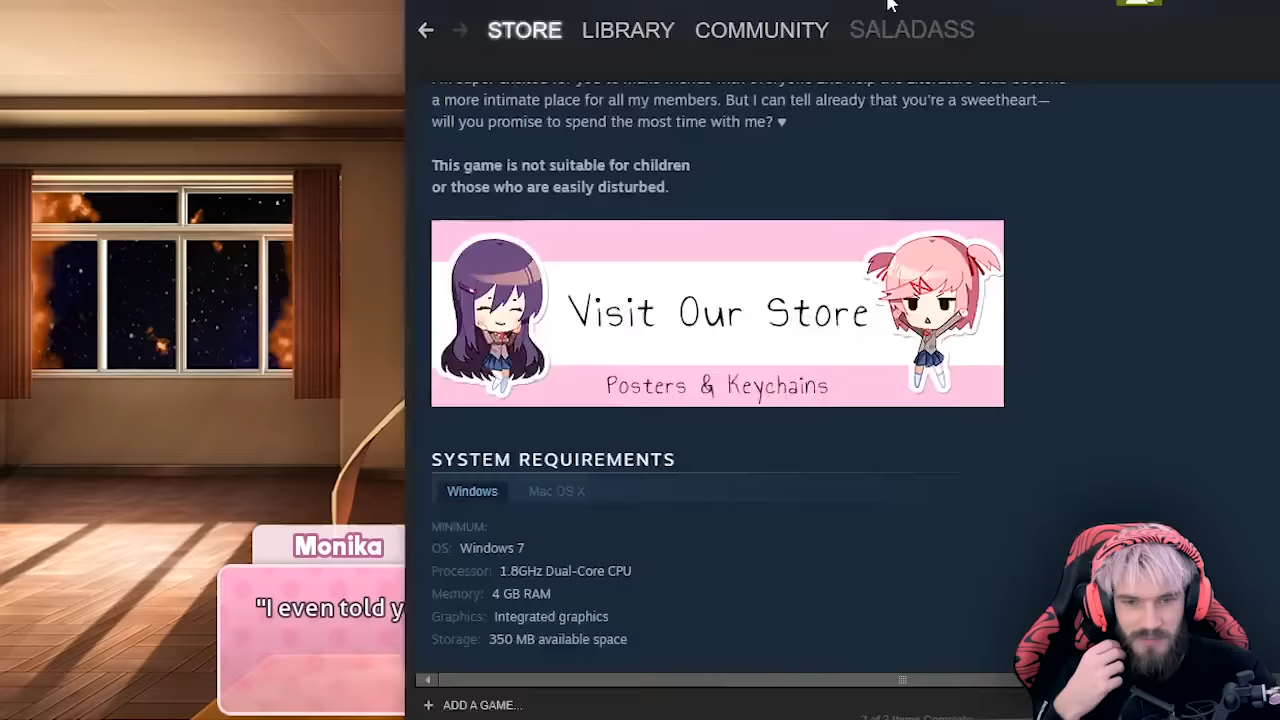 STORE LIBRARY COMMUNITY SALADASS
a more intimate place for all my members. But I can tell already that you're a sweetheart—
will you promise to spend the most time with me? ♥
This game is not suitable for children
or those who are easily disturbed.
Visit Our Store
Posters & Keychains
SYSTEM REQUIREMENTS
Windows Mac OS X
MINIMUM:
OS: Windows 7
Processor: 1.8GHz Dual-Core CPU
Memory: 4 GB RAM
Graphics: Integrated graphics
Storage: 350 MB available space
Monika
"I even told y
+ ADD A GAME...